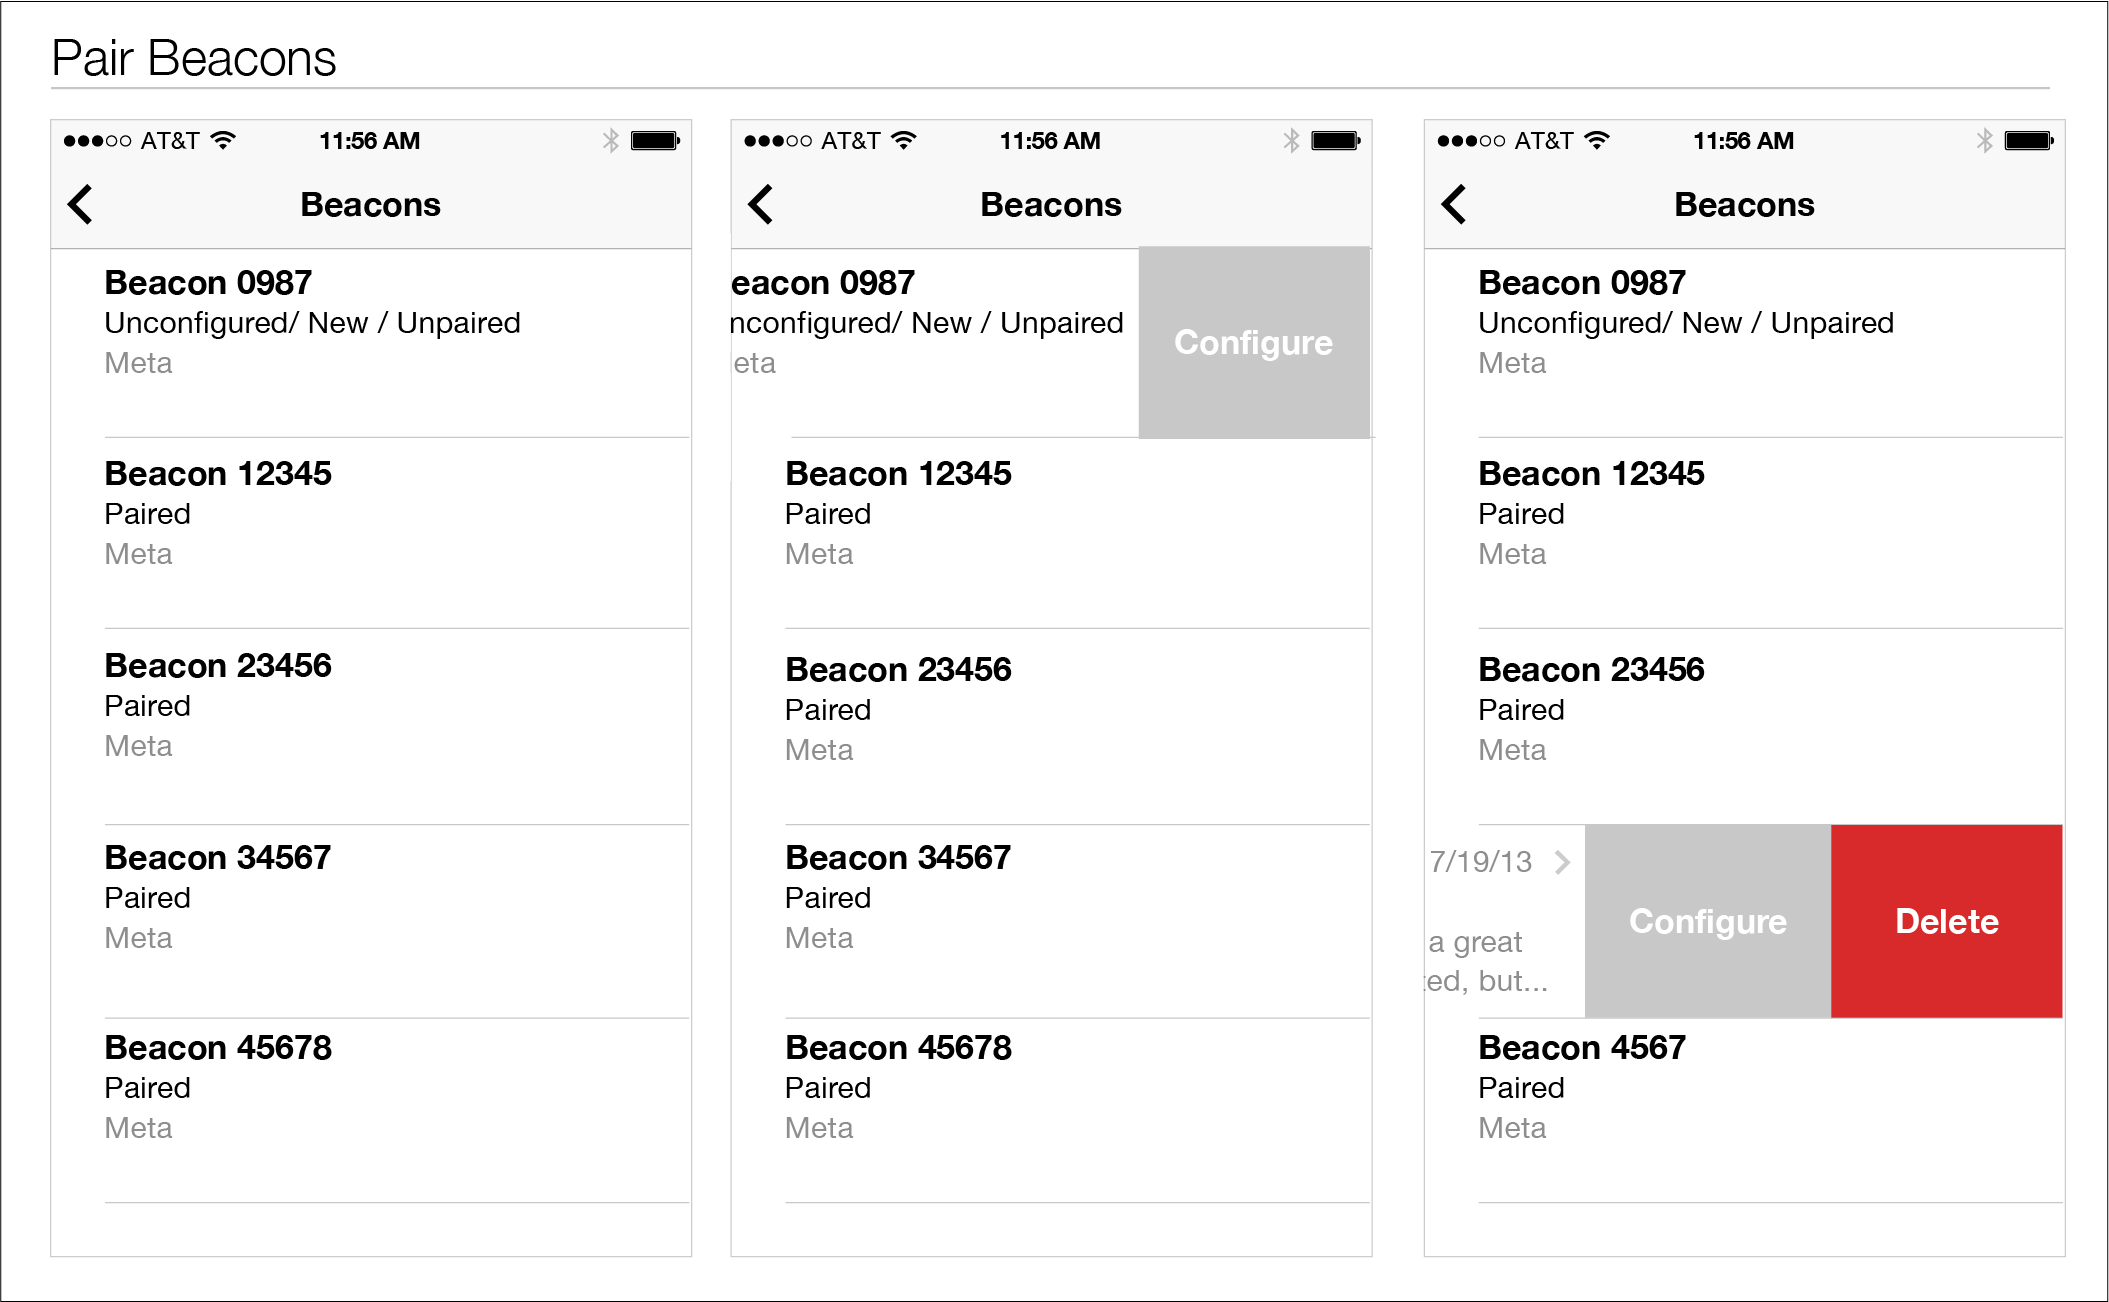 Pair Beacons
AT&T 11:56 AM
Beacons
Beacon 0987
Unconfigured/ New / Unpaired
Meta
Beacon 12345
Paired
Meta
Beacon 23456
Paired
Meta
Beacon 34567
Paired
Meta
Beacon 45678
Paired
Meta
AT&T 11:56 AM
Beacons
eacon 0987
nconfigured/ New / Unpaired
eta
Configure
Beacon 12345
Paired
Meta
Beacon 23456
Paired
Meta
Beacon 34567
Paired
Meta
Beacon 45678
Paired
Meta
AT&T 11:56 AM
Beacons
Beacon 0987
Unconfigured/ New / Unpaired
Meta
Beacon 12345
Paired
Meta
Beacon 23456
Paired
Meta
7/19/13
a great
ted, but...
Configure
Delete
Beacon 4567
Paired
Meta